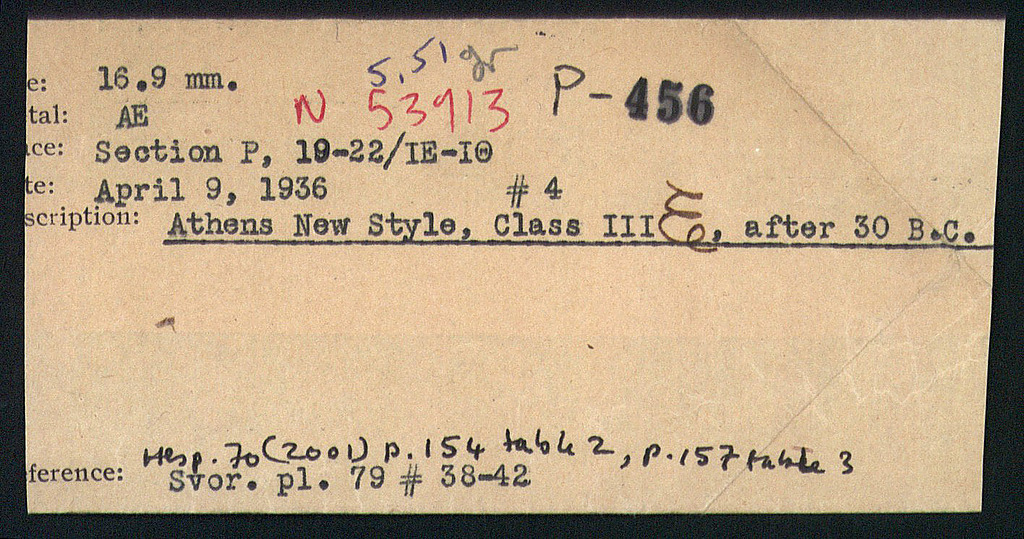 e: 16.9 mm. 5,51 gr P-456
tal: AE N 53913
ce: Section P, 19-22/ΙΕ-ΙΘ
te: April 9, 1936 # 4
scription: Athens New Style, Class III ξ, after 30 B.C.
Hesp. 70 (2001) p. 154 table 2, p. 157 table 3
ference: Svor. pl. 79 # 38-42